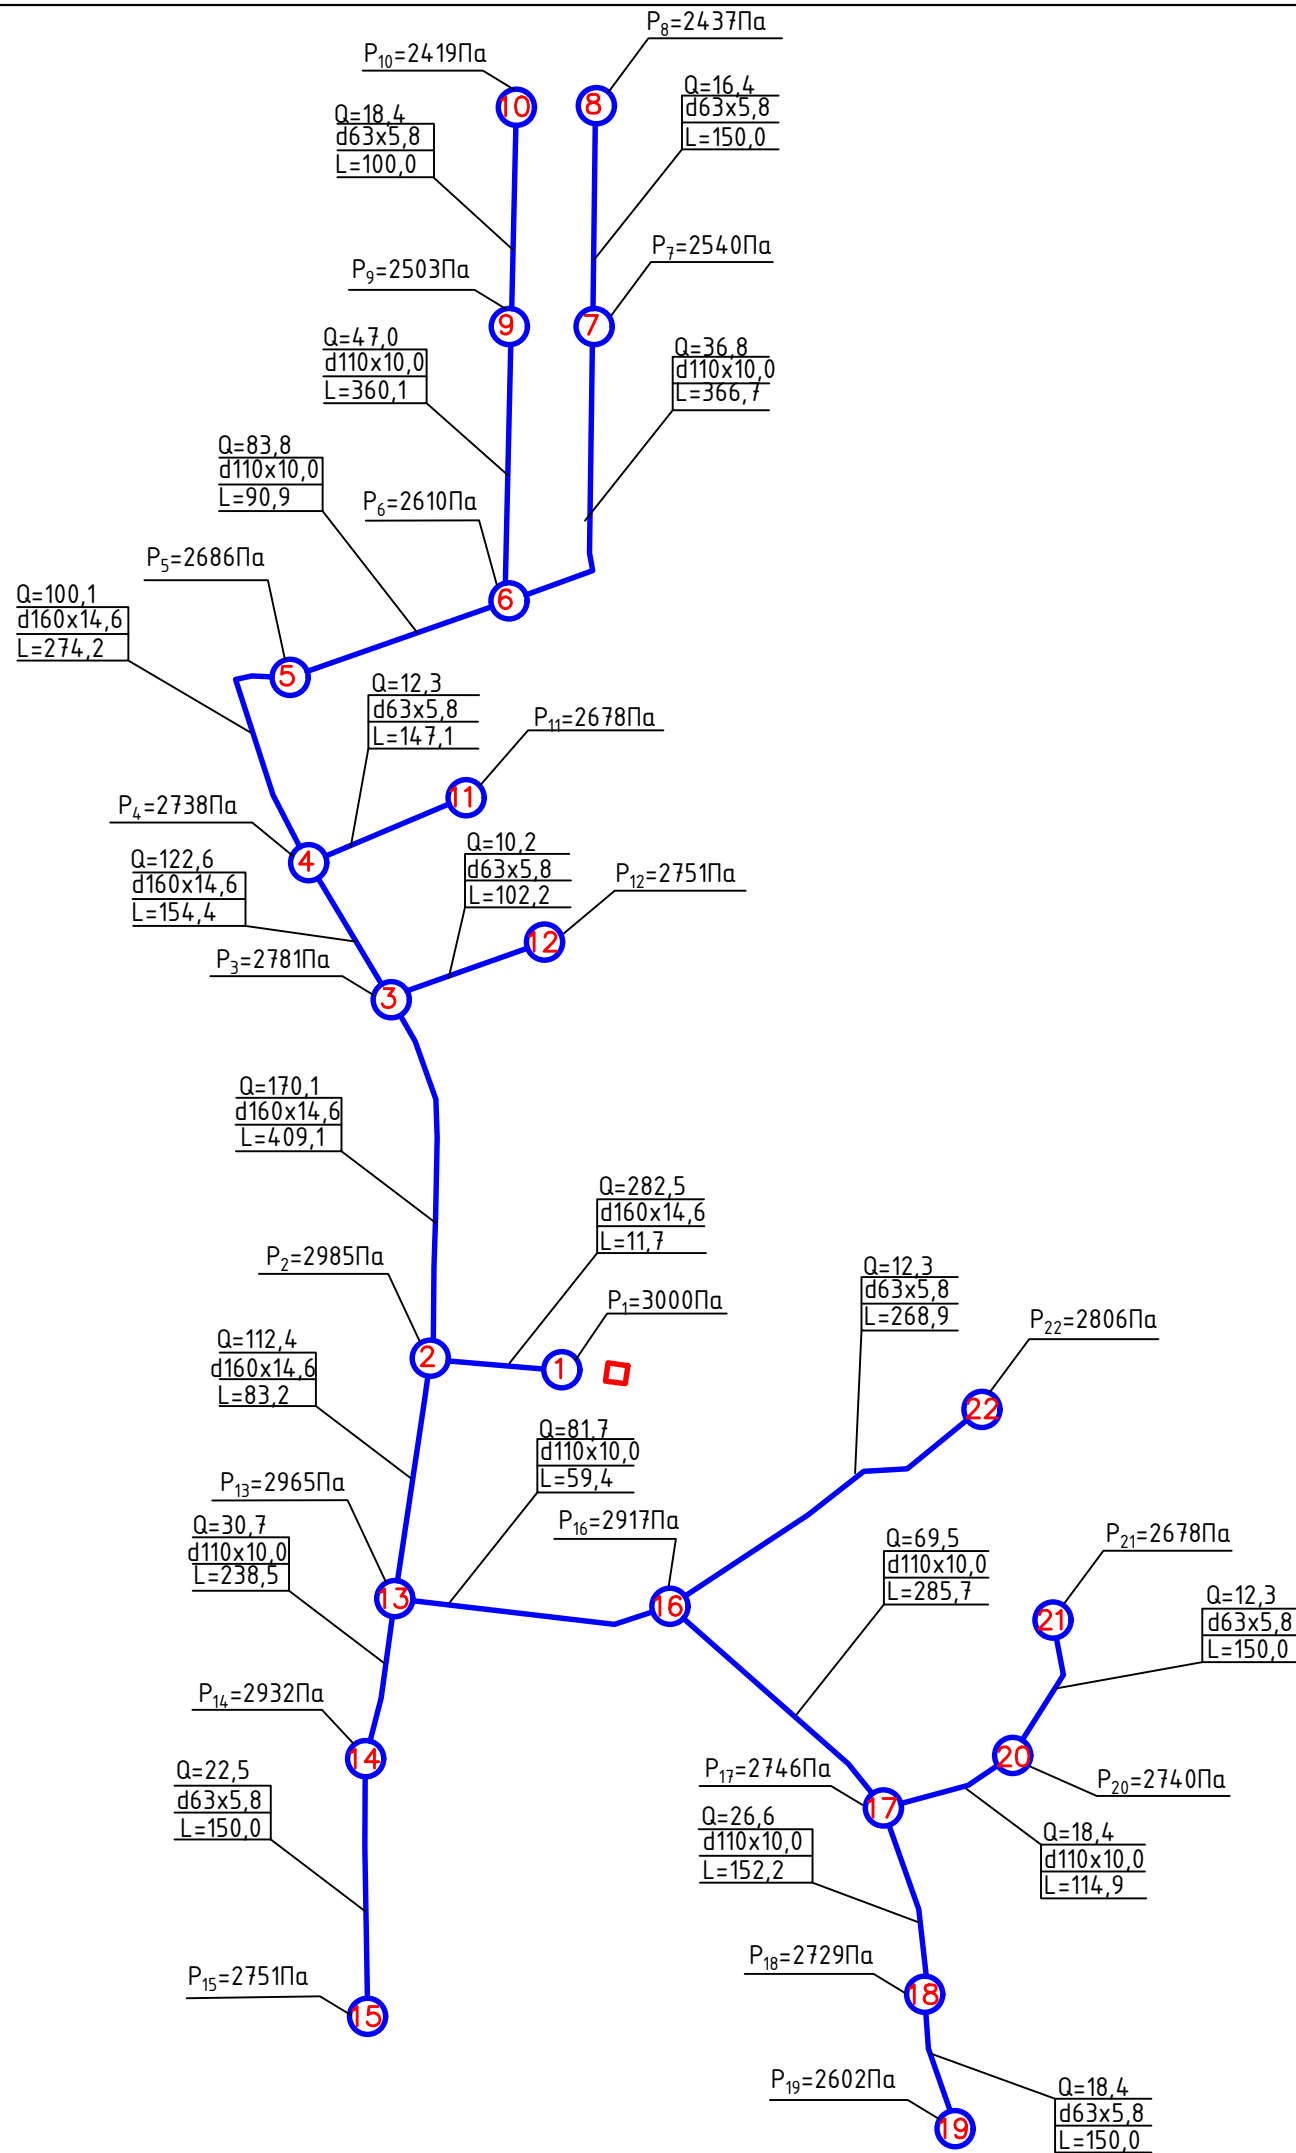 P8=2437Па
P10=2419Па
10
8
Q=16,4
d63x5,8
L=150,0
Q=18,4
d63x5,8
L=100,0
P7=2540Па
P9=2503Па
9
7
Q=47,0
d110x10,0
L=360,1
Q=36,8
d110x10,0
L=366,7
Q=83,8
d110x10,0
L=90,9
P6=2610Па
P5=2686Па
6
Q=100,1
d160x14,6
L=274,2
5
Q=12,3
d63x5,8
L=147,1
P11=2678Па
11
P4=2738Па
4
Q=10,2
d63x5,8
L=102,2
Q=122,6
d160x14,6
L=154,4
P12=2751Па
12
P3=2781Па
3
Q=170,1
d160x14,6
L=409,1
Q=282,5
d160x14,6
L=11,7
P2=2985Па
P1=3000Па
Q=12,3
d63x5,8
L=268,9
P22=2806Па
2
1
Q=112,4
d160x14,6
L=83,2
22
Q=81,7
d110x10,0
L=59,4
P13=2965Па
P16=2917Па
Q=30,7
d110x10,0
L=238,5
Q=69,5
d110x10,0
L=285,7
P21=2678Па
13
16
21
Q=12,3
d63x5,8
L=150,0
P14=2932Па
14
20
Q=22,5
d63x5,8
L=150,0
P17=2746Па
17
P20=2740Па
Q=26,6
d110x10,0
L=152,2
Q=18,4
d110x10,0
L=114,9
P18=2729Па
18
P15=2751Па
15
P19=2602Па
19
Q=18,4
d63x5,8
L=150,0